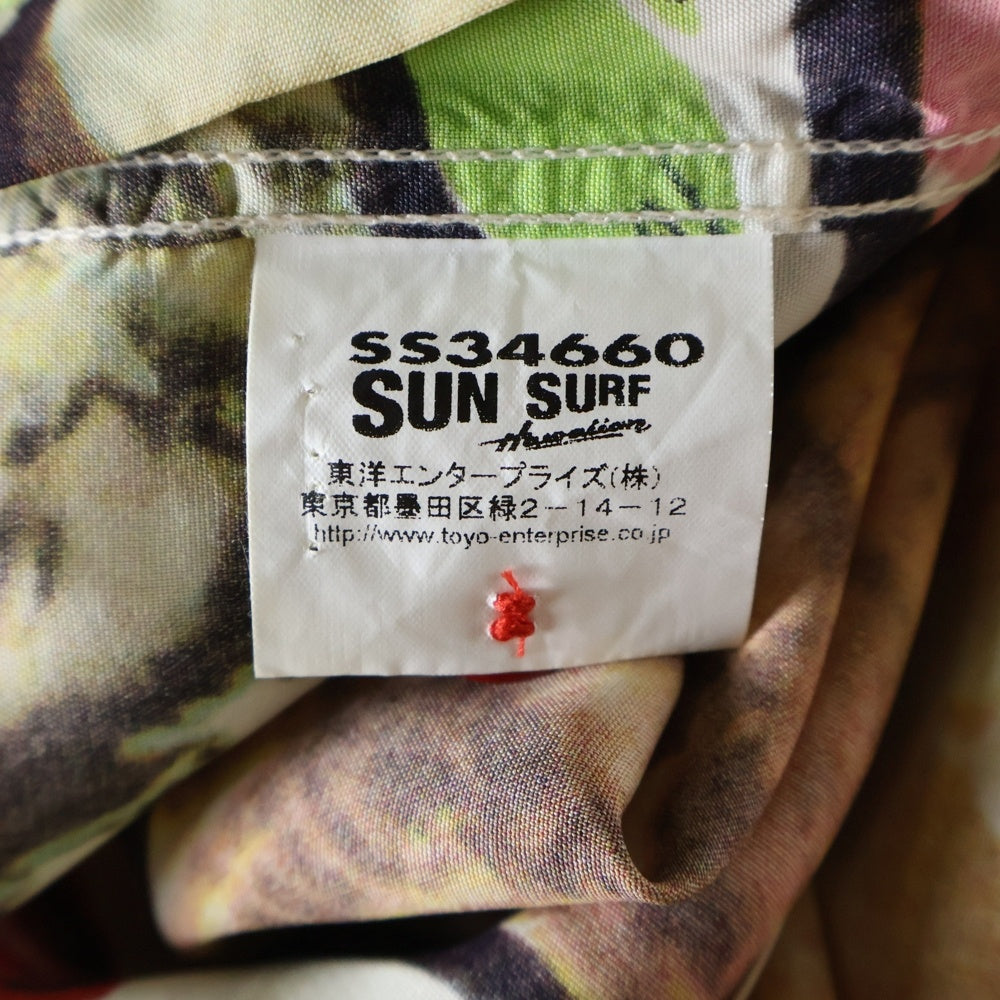 SS34660
SUN SURF
Hawaiian
東洋エンタープライズ(株)
東京都墨田区緑2-14-12
http://www.toyo-enterprise.co.jp